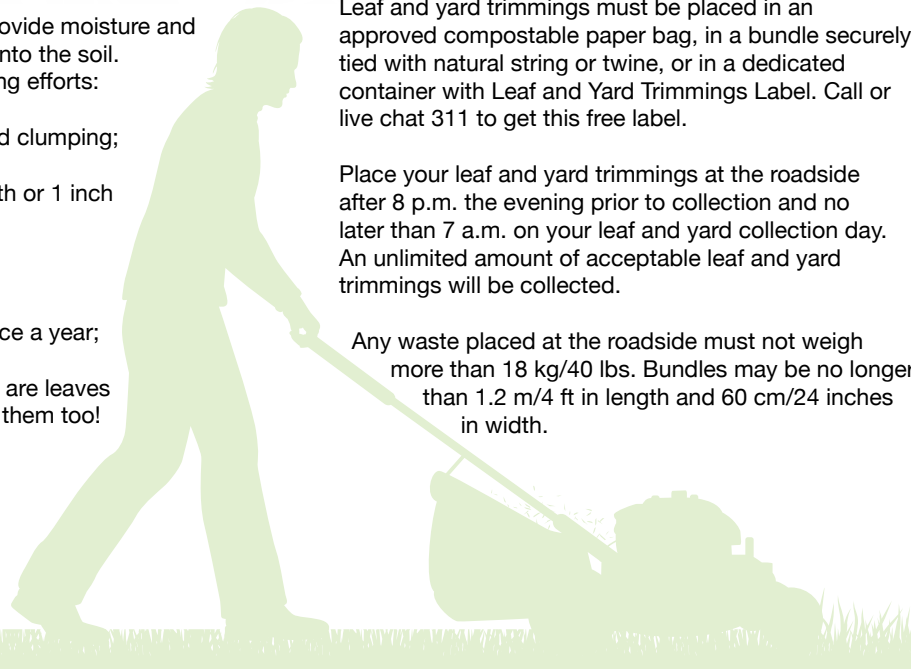 ovide moisture and
nto the soil.
ng efforts:
d clumping;
th or 1 inch
ce a year;
are leaves
them too!
Leaf and yard trimmings must be placed in an
approved compostable paper bag, in a bundle securely
tied with natural string or twine, or in a dedicated
container with Leaf and Yard Trimmings Label. Call or
live chat 311 to get this free label.
Place your leaf and yard trimmings at the roadside
after 8 p.m. the evening prior to collection and no
later than 7 a.m. on your leaf and yard collection day.
An unlimited amount of acceptable leaf and yard
trimmings will be collected.
Any waste placed at the roadside must not weigh
more than 18 kg/40 lbs. Bundles may be no longer
than 1.2 m/4 ft in length and 60 cm/24 inches
in width.